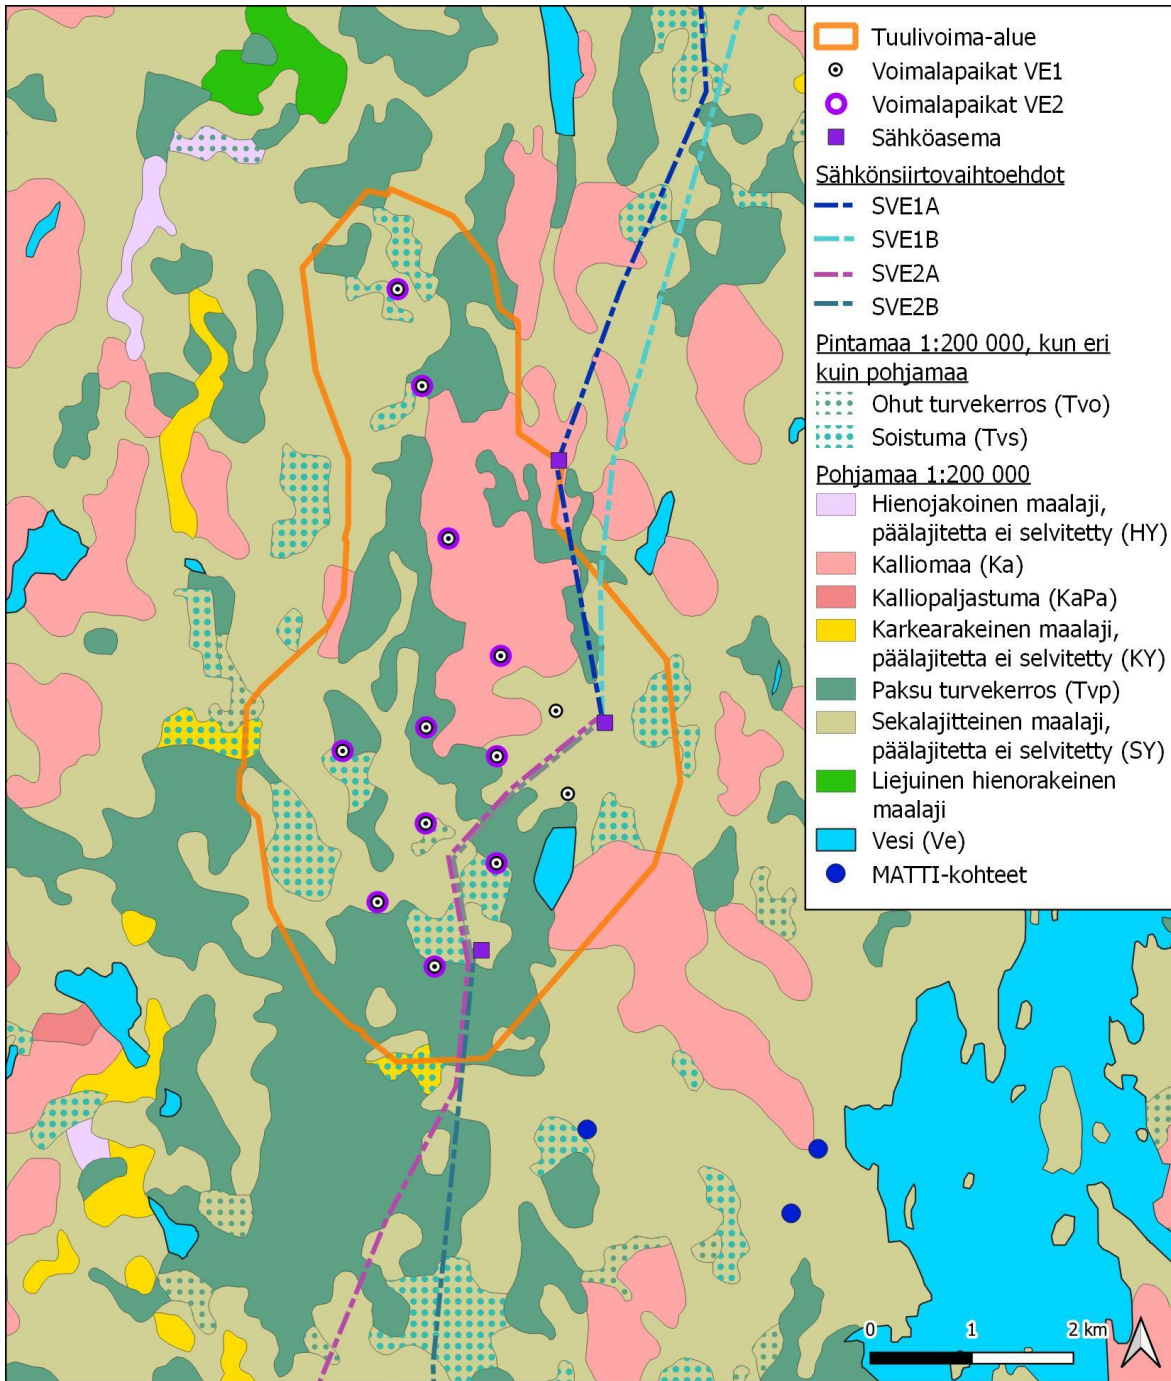 Tuulivoima-alue
Voimalapaikat VE1
Voimalapaikat VE2
Sähköasema
Sähkönsiirtovaihtoehdot
SVE1A
SVE1B
SVE2A
SVE2B
Pintamaa 1:200 000, kun eri
kuin pohjamaa
Ohut turvekerros (Tvo)
Soistuma (Tvs)
Pohjamaa 1:200 000
Hienojakoinen maalaji,
päälajitetta ei selvitetty (HY)
Kalliomaa (Ka)
Kalliopaljastuma (KaPa)
Karkearakeinen maalaji,
päälajitetta ei selvitetty (KY)
Paksu turvekerros (Tvp)
Sekalajitteinen maalaji,
päälajitetta ei selvitetty (SY)
Liejuinen hienorakeinen
maalaji
Vesi (Ve)
MATTI-kohteet
0 1 2 km